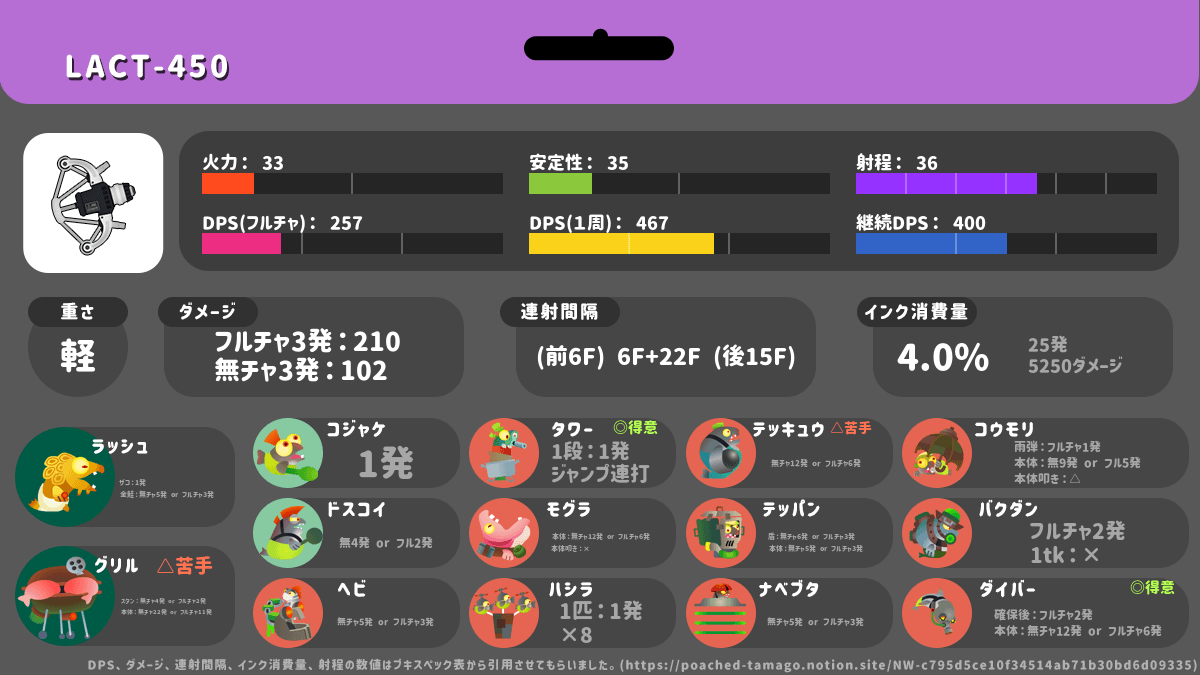 LACT-450
火力： 33
安定性： 35
射程： 36
DPS(フルチャ)： 257
DPS(1周)： 467
継続DPS： 400
重さ
軽
ダメージ
フルチャ3発：210
無チャ3発：102
連射間隔
(前6F) 6F+22F (後15F)
インク消費量
4.0%
25発
5250ダメージ
ラッシュ
ザコ：1発
金鮭：無チャ5発 or フルチャ3発
グリル △苦手
スタン：無チャ4発 or フルチャ2発
本体：無チャ22発 or フルチャ11発
コジャケ
1発
タワー ◎得意
1段：1発
ジャンプ連打
テッキュウ △苦手
無チャ12発 or フルチャ6発
コウモリ
雨弾：フルチャ1発
本体：無9発 or フル5発
本体叩き：△
ドスコイ
無4発 or フル2発
モグラ
本体：無チャ12発 or フルチャ6発
本体叩き：×
テッパン
盾：無チャ6発 or フルチャ3発
本体：無チャ5発 or フルチャ3発
バクダン
フルチャ2発
1tk：×
ヘビ
無チャ5発 or フルチャ3発
ハシラ
1匹：1発
×8
ナベブタ
無チャ5発 or フルチャ3発
ダイバー ◎得意
確保後：フルチャ2発
本体：無チャ12発 or フルチャ6発
DPS、ダメージ、連射間隔、インク消費量、射程の数値はブキスペック表から引用させてもらいました。(https://poached-tamago.notion.site/NW-c795d5ce10f34514ab71b30bd6d09335)